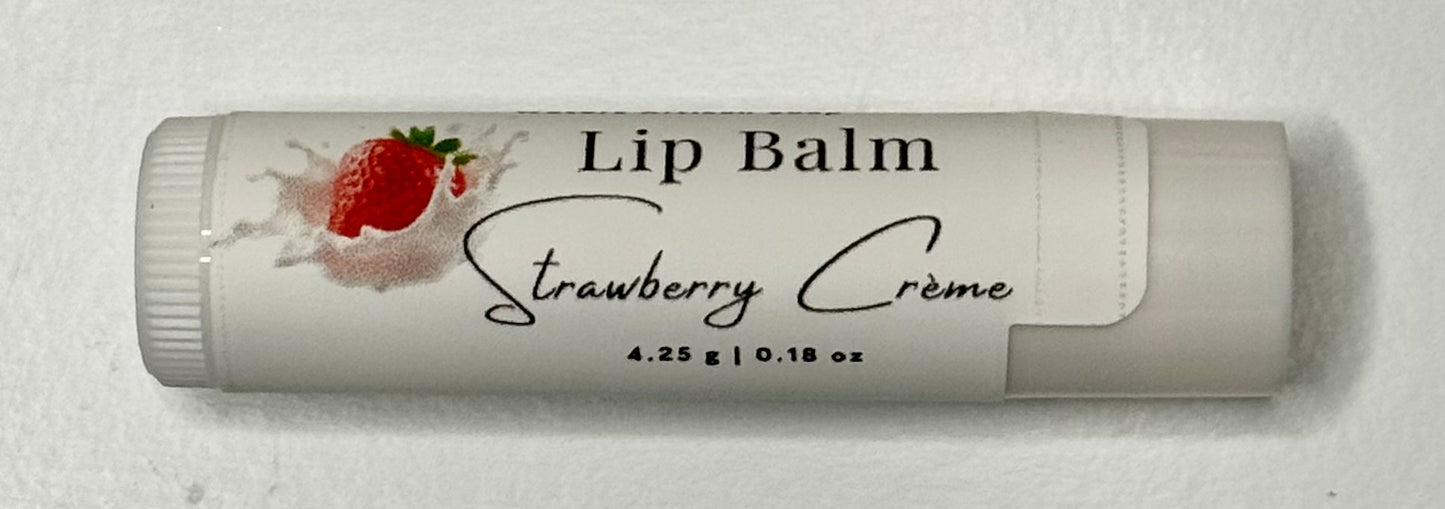 Lip Balm
Strawberry Crème
4.25 g | 0.18 oz